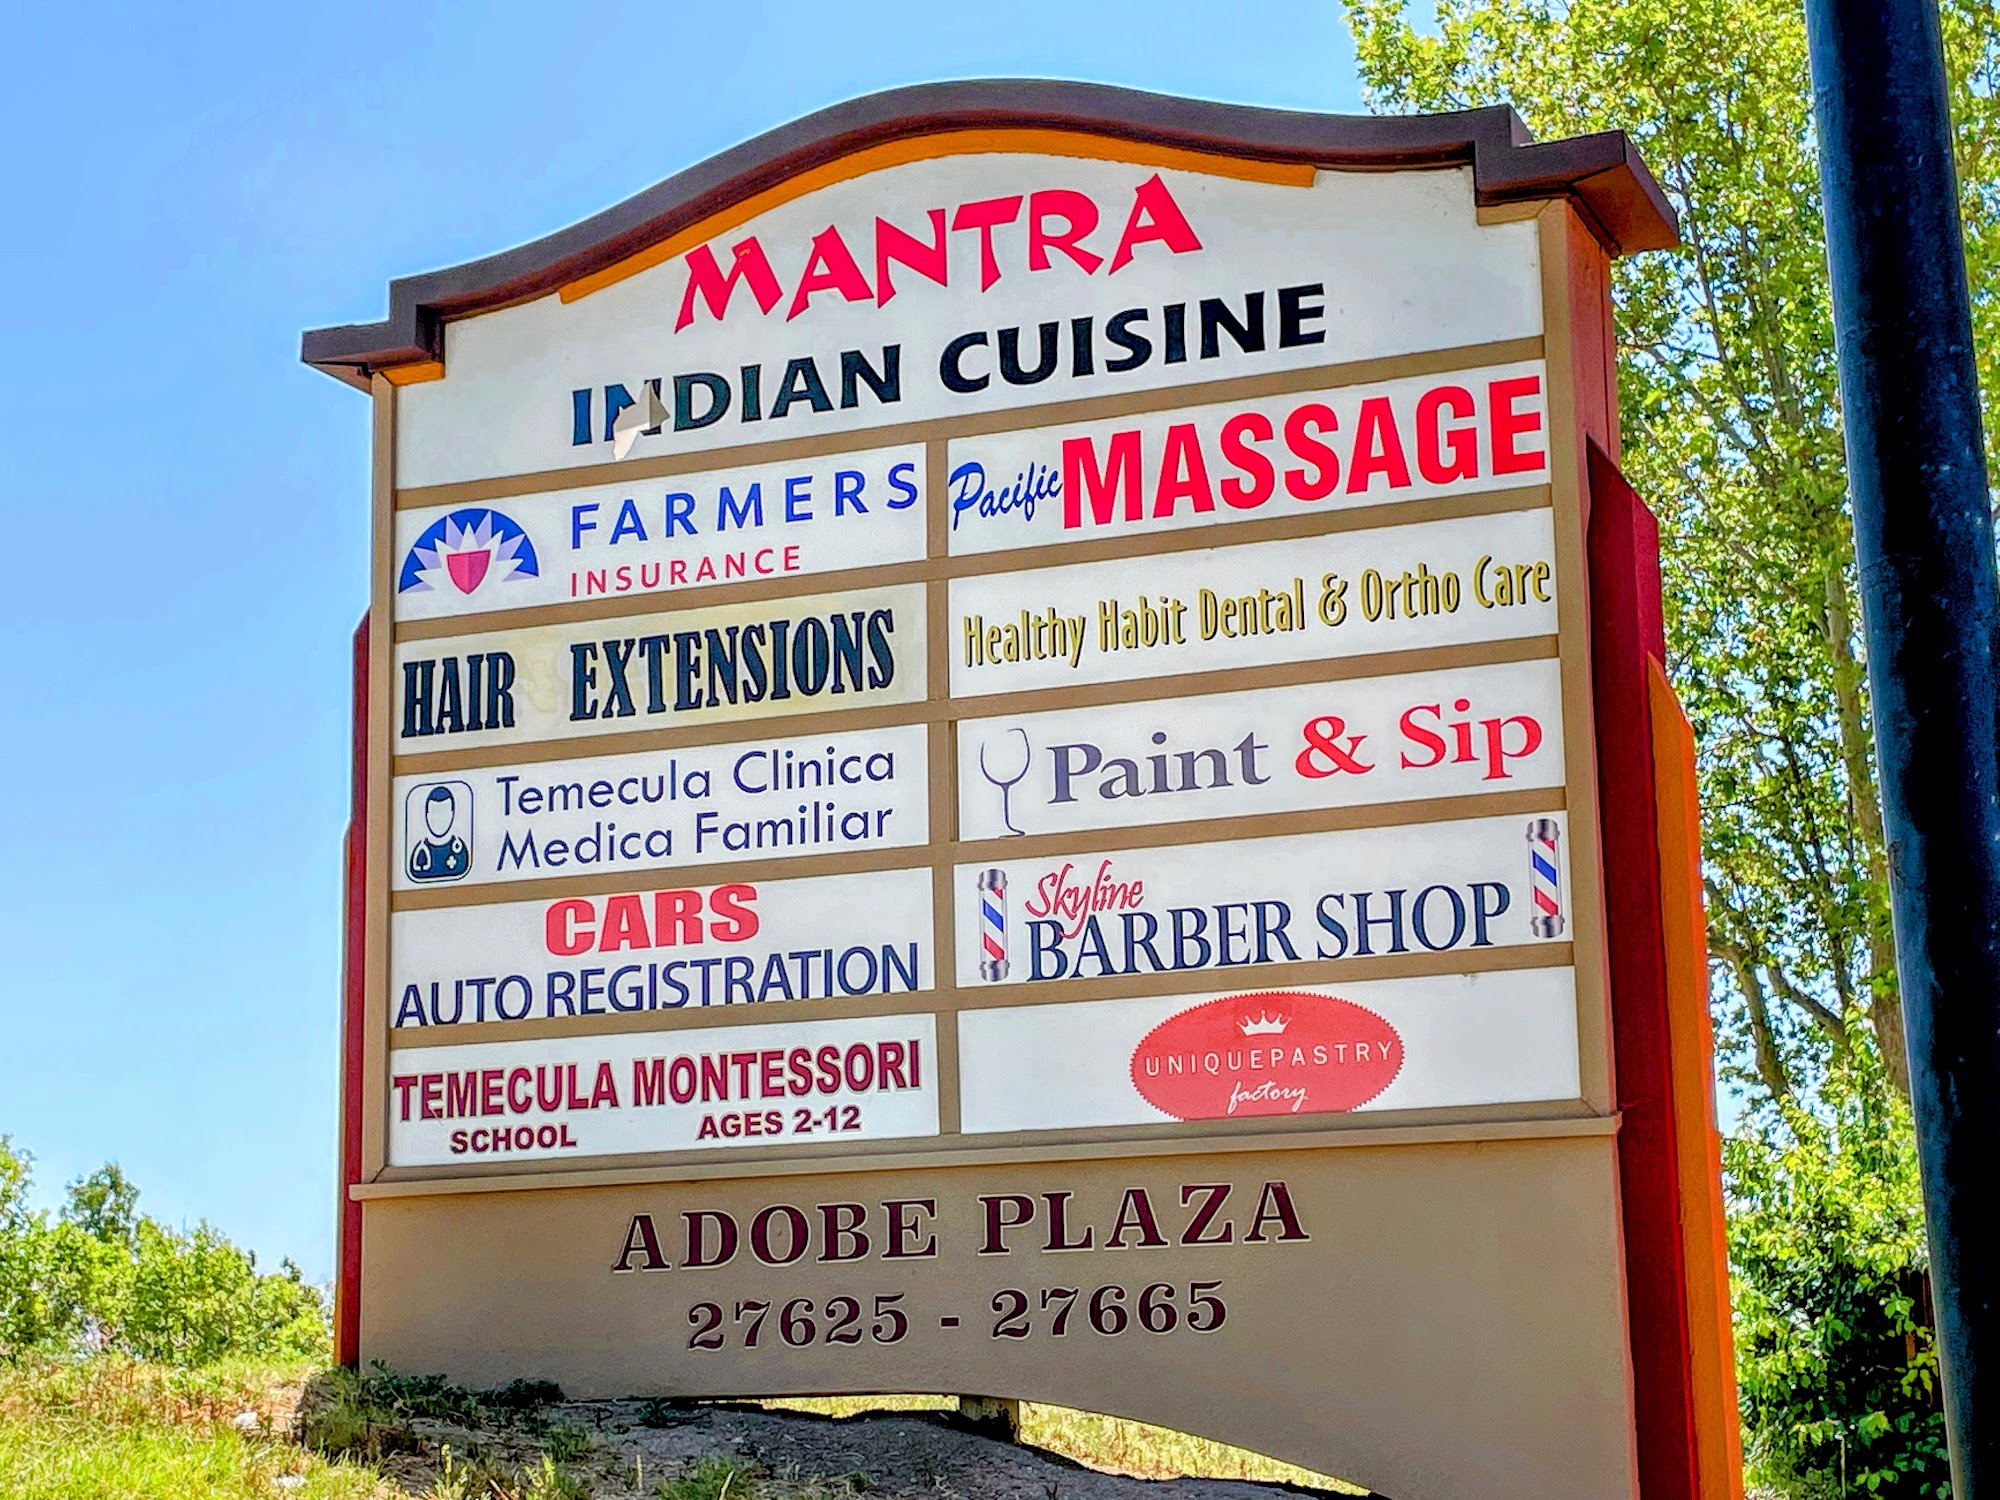 MANTRA
INDIAN CUISINE
FARMERS
INSURANCE
Pacific MASSAGE
HAIR EXTENSIONS
Healthy Habit Dental & Ortho Care
Temecula Clinica
Medica Familiar
Paint & Sip
CARS
AUTO REGISTRATION
Skyline
BARBER SHOP
TEMECULA MONTESSORI
SCHOOL AGES 2-12
UNIQUEPASTRY
factory
ADOBE PLAZA
27625 - 27665